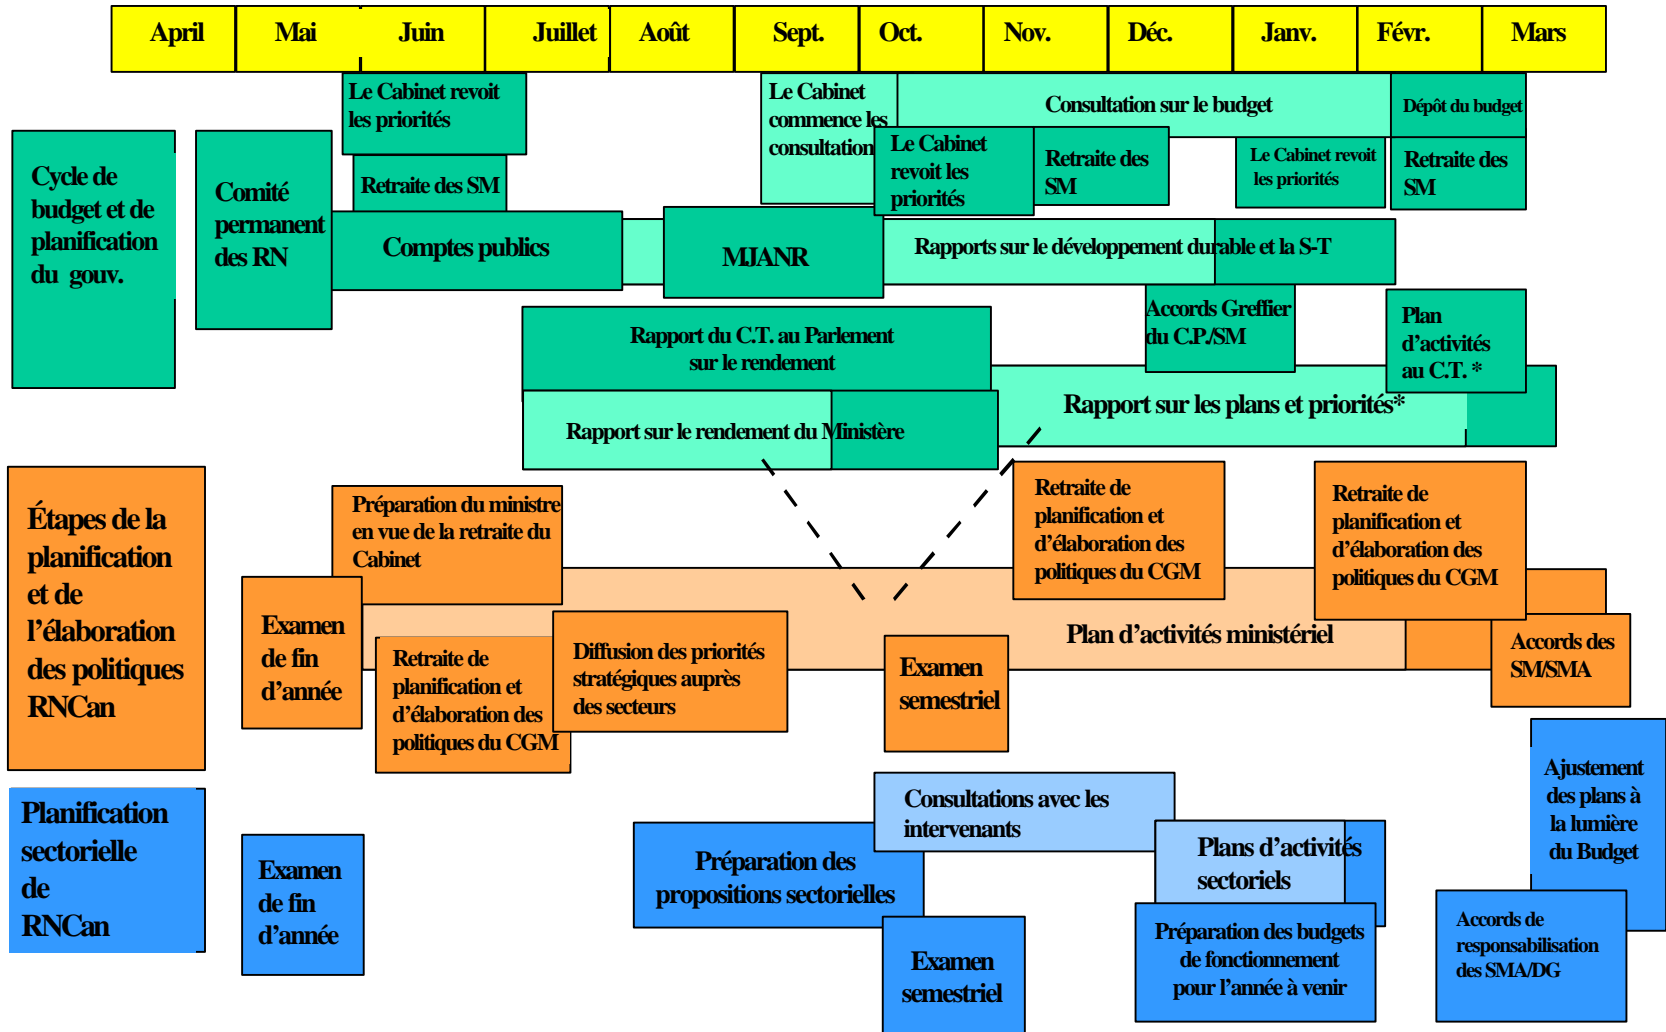 April Mai Juin Juillet Août Sept. Oct. Nov. Déc. Janv. Févr. Mars
Cycle de
budget et de
planification
du gouv.
Comité
permanent
des RN
Le Cabinet revoit
les priorités
Retraite des SM
Comptes publics
Le Cabinet
commence les
consultation
Consultation sur le budget
Dépôt du budget
Le Cabinet
revoit les
priorités
Retraite des
SM
Le Cabinet revoit
les priorités
Retraite des
SM
MJANR
Rapports sur le développement durable et la S-T
Rapport du C.T. au Parlement
sur le rendement
Accords Greffier
du C.P./SM
Plan
d’activités
au C.T. *
Rapport sur le rendement du Ministère
Rapport sur les plans et priorités*
Étapes de la
planification
et de
l’élaboration
des politiques
RNCan
Préparation du ministre
en vue de la retraite du
Cabinet
Examen
de fin
d’année
Retraite de
planification et
d’élaboration des
politiques du CGM
Diffusion des priorités
stratégiques auprès
des secteurs
Examen
semestriel
Retraite de
planification et
d’élaboration des
politiques du CGM
Plan d’activités ministériel
Retraite de
planification et
d’élaboration des
politiques du CGM
Accords des
SM/SMA
Planification
sectorielle
de
RNCan
Examen
de fin
d’année
Préparation des
propositions sectorielles
Consultations avec les
intervenants
Examen
semestriel
Plans d’activités
sectoriels
Préparation des budgets
de fonctionnement
pour l’année à venir
Ajustement
des plans à
la lumière
du Budget
Accords de
responsabilisation
des SMA/DG